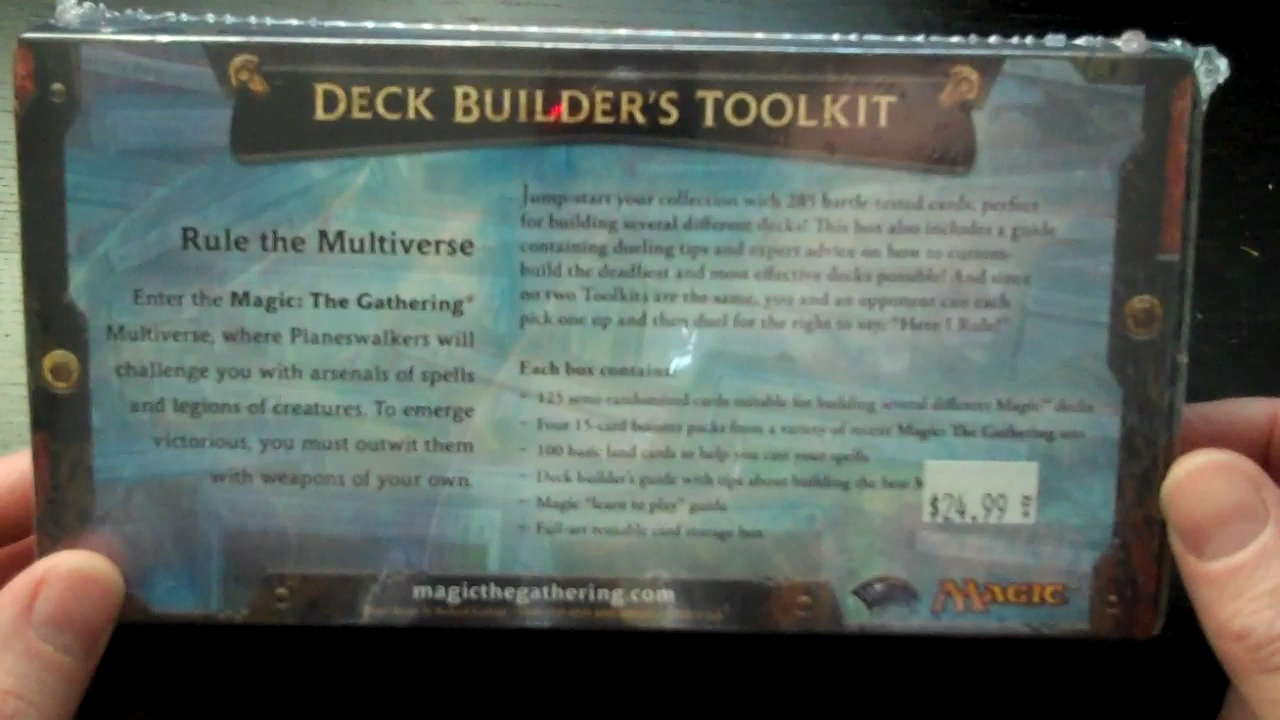 DECK BUILDER'S TOOLKIT
Rule the Multiverse
Enter the Magic: The Gathering®
Multiverse, where Planeswalkers will
challenge you with arsenals of spells
and legions of creatures. To emerge
victorious, you must outwit them
with weapons of your own.
Jump-start your collection with 285 battle-tested cards, perfect
for building several different decks! This box also includes a guide
containing dueling tips and expert advice on how to custom-
build the deadliest and most effective decks possible! And since
no two Toolkits are the same, you and an opponent can each
pick one up and then duel for the right to say: "Here I Rule!"
Each box contains:
- 125 semi-randomized cards suitable for building several different Magic™ decks
- Four 15-card booster packs from a variety of recent Magic: The Gathering sets
- 100 basic land cards to help you cast your spells
- Deck builder's guide with tips about building the best
- Magic "learn to play" guide
- Full-art reusable card storage box
$24.99
magicthegathering.com
MAGIC